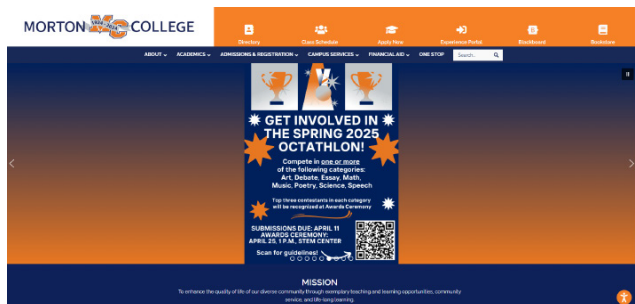 MORTON MC COLLEGE
1924-2024
Directory
Class Schedule
Apply Now
Experience Portal
Blackboard
Bookstore
ABOUT ACADEMICS ADMISSIONS & REGISTRATION CAMPUS SERVICES FINANCIAL AID ONE STOP Search...
GET INVOLVED IN
THE SPRING 2025
OCTATHLON!
Compete in one or more
of the following categories:
Art, Debate, Essay, Math,
Music, Poetry, Science, Speech
Top three contestants in each category
will be recognized at Awards Ceremony
SUBMISSIONS DUE: APRIL 11
AWARDS CEREMONY:
APRIL 25, 1 P.M., STEM CENTER
Scan for guidelines!
MISSION
To enhance the quality of life of our diverse community through exemplary teaching and learning opportunities, community
service, and life-long learning.